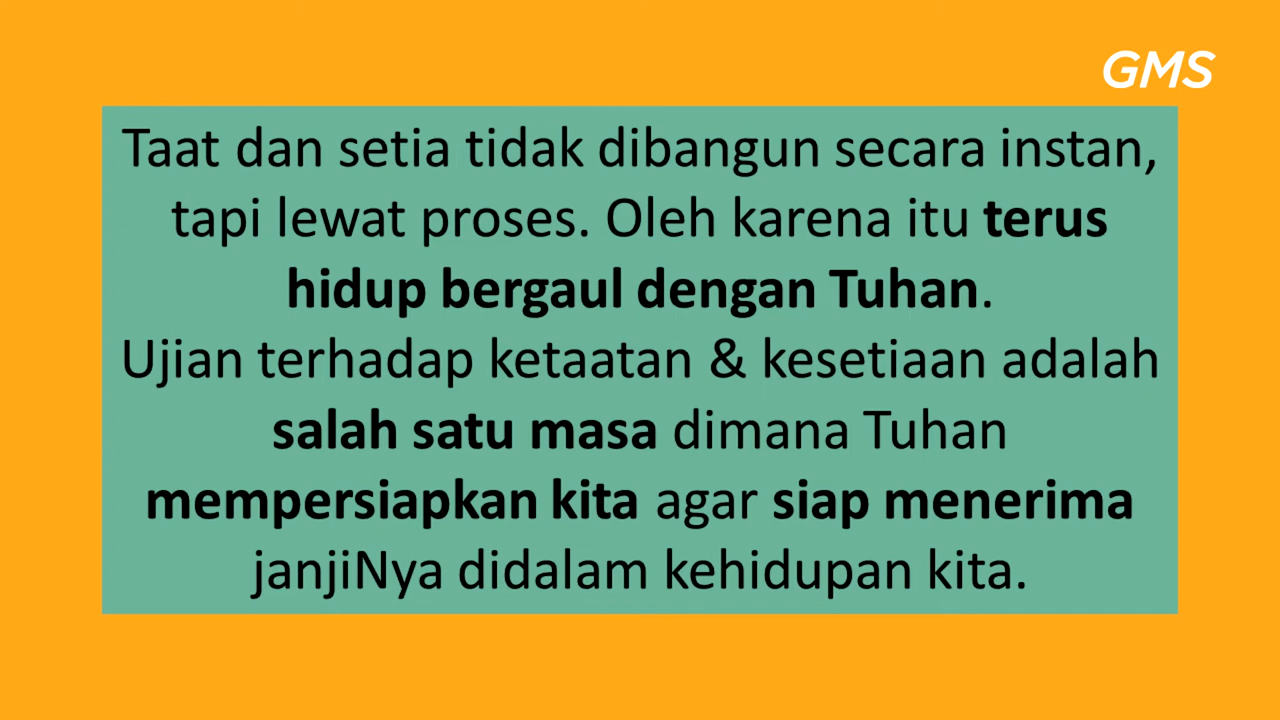 GMS
Taat dan setia tidak dibangun secara instan,
tapi lewat proses. Oleh karena itu terus
hidup bergaul dengan Tuhan.
Ujian terhadap ketaatan & kesetiaan adalah
salah satu masa dimana Tuhan
mempersiapkan kita agar siap menerima
janjiNya didalam kehidupan kita.